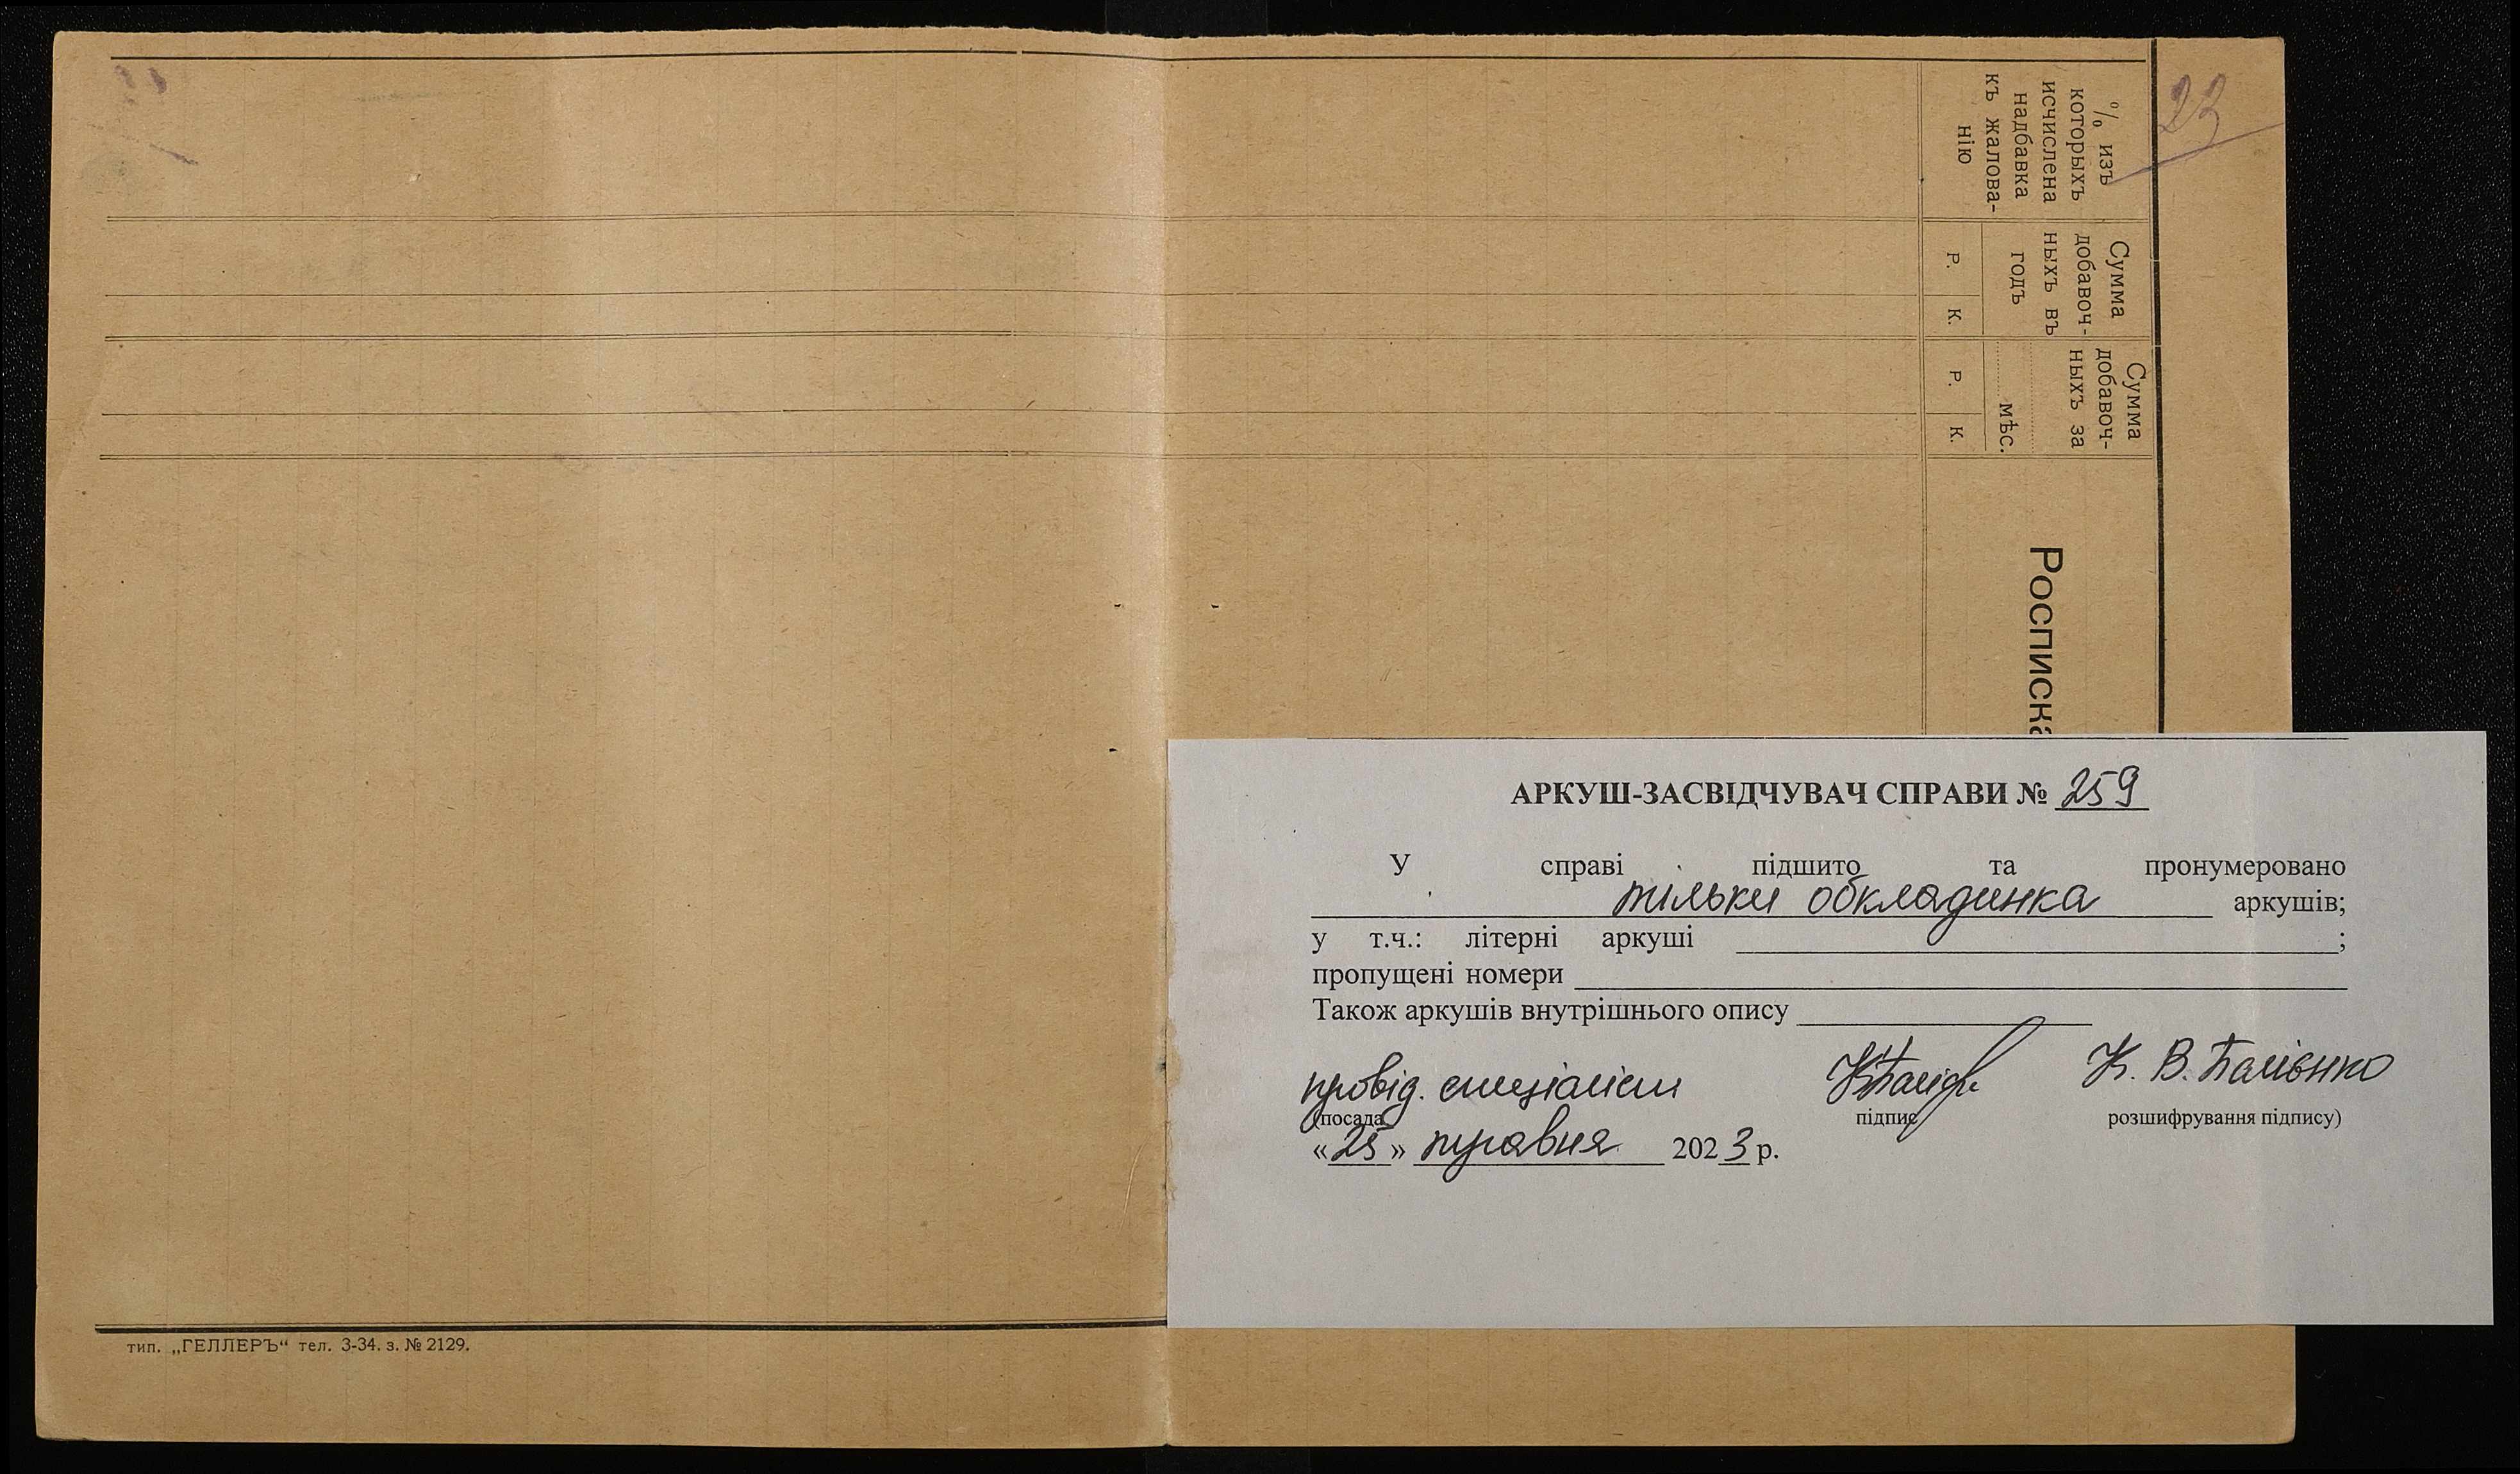 23
% изъ
которыхъ
исчислена
надбавка
къ жалова-
нію
Сумма
добавоч-
ныхъ въ
годъ
Р.
К.
Сумма
добавоч-
ныхъ за
мѣс.
Р.
К.
Росписка
АРКУШ-ЗАСВІДЧУВАЧ СПРАВИ № 259
У справі підшито та пронумеровано
тільки обкладинка аркушів;
у т.ч.: літерні аркуші ;
пропущені номери
Також аркушів внутрішнього опису
провід. спеціаліст К. В.
(посада підпис розшифрування підпису)
«25» травня 2023 р.
тип. „ГЕЛЛЕРЪ“ тел. 3-34. з. № 2129.